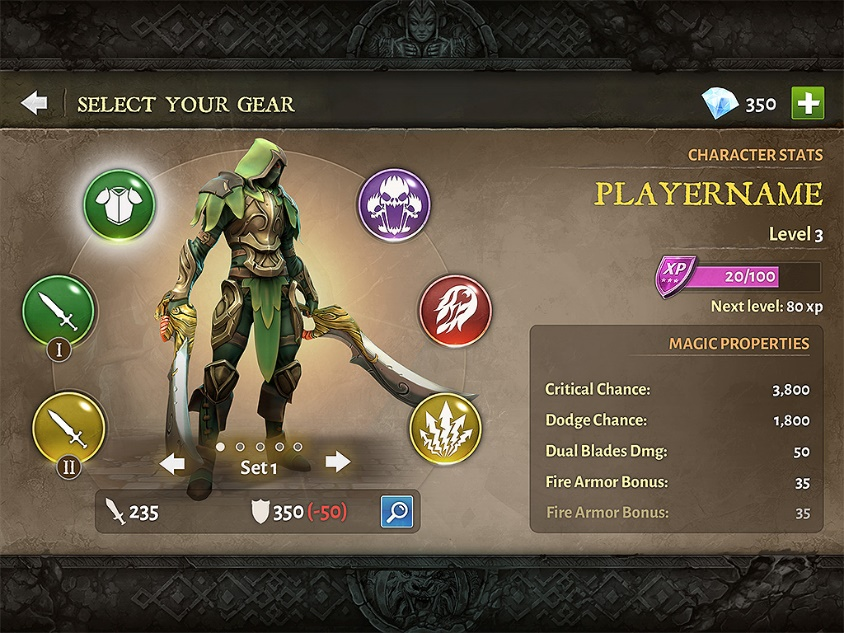 SELECT YOUR GEAR
350
CHARACTER STATS
PLAYERNAME
Level 3
XP
20/100
Next level: 80 xp
MAGIC PROPERTIES
Critical Chance: 3,800
Dodge Chance: 1,800
Dual Blades Dmg: 50
Fire Armor Bonus: 35
Fire Armor Bonus: 35
I
II
Set 1
235
350 (-50)